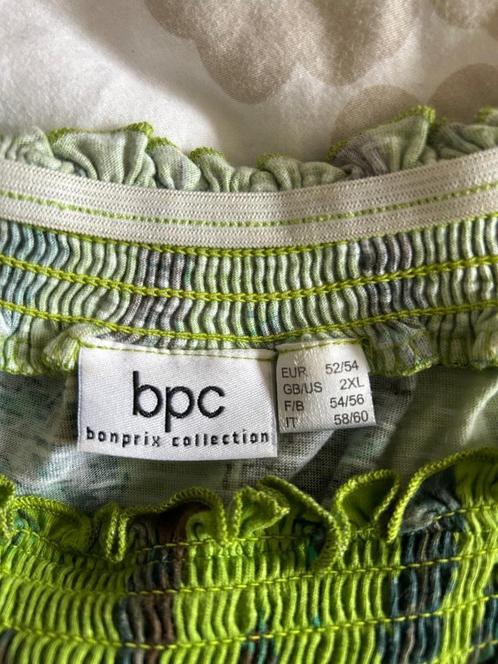 bpc
bonprix collection
EUR 52/54
GB/US 2XL
F/B 54/56
IT 58/60